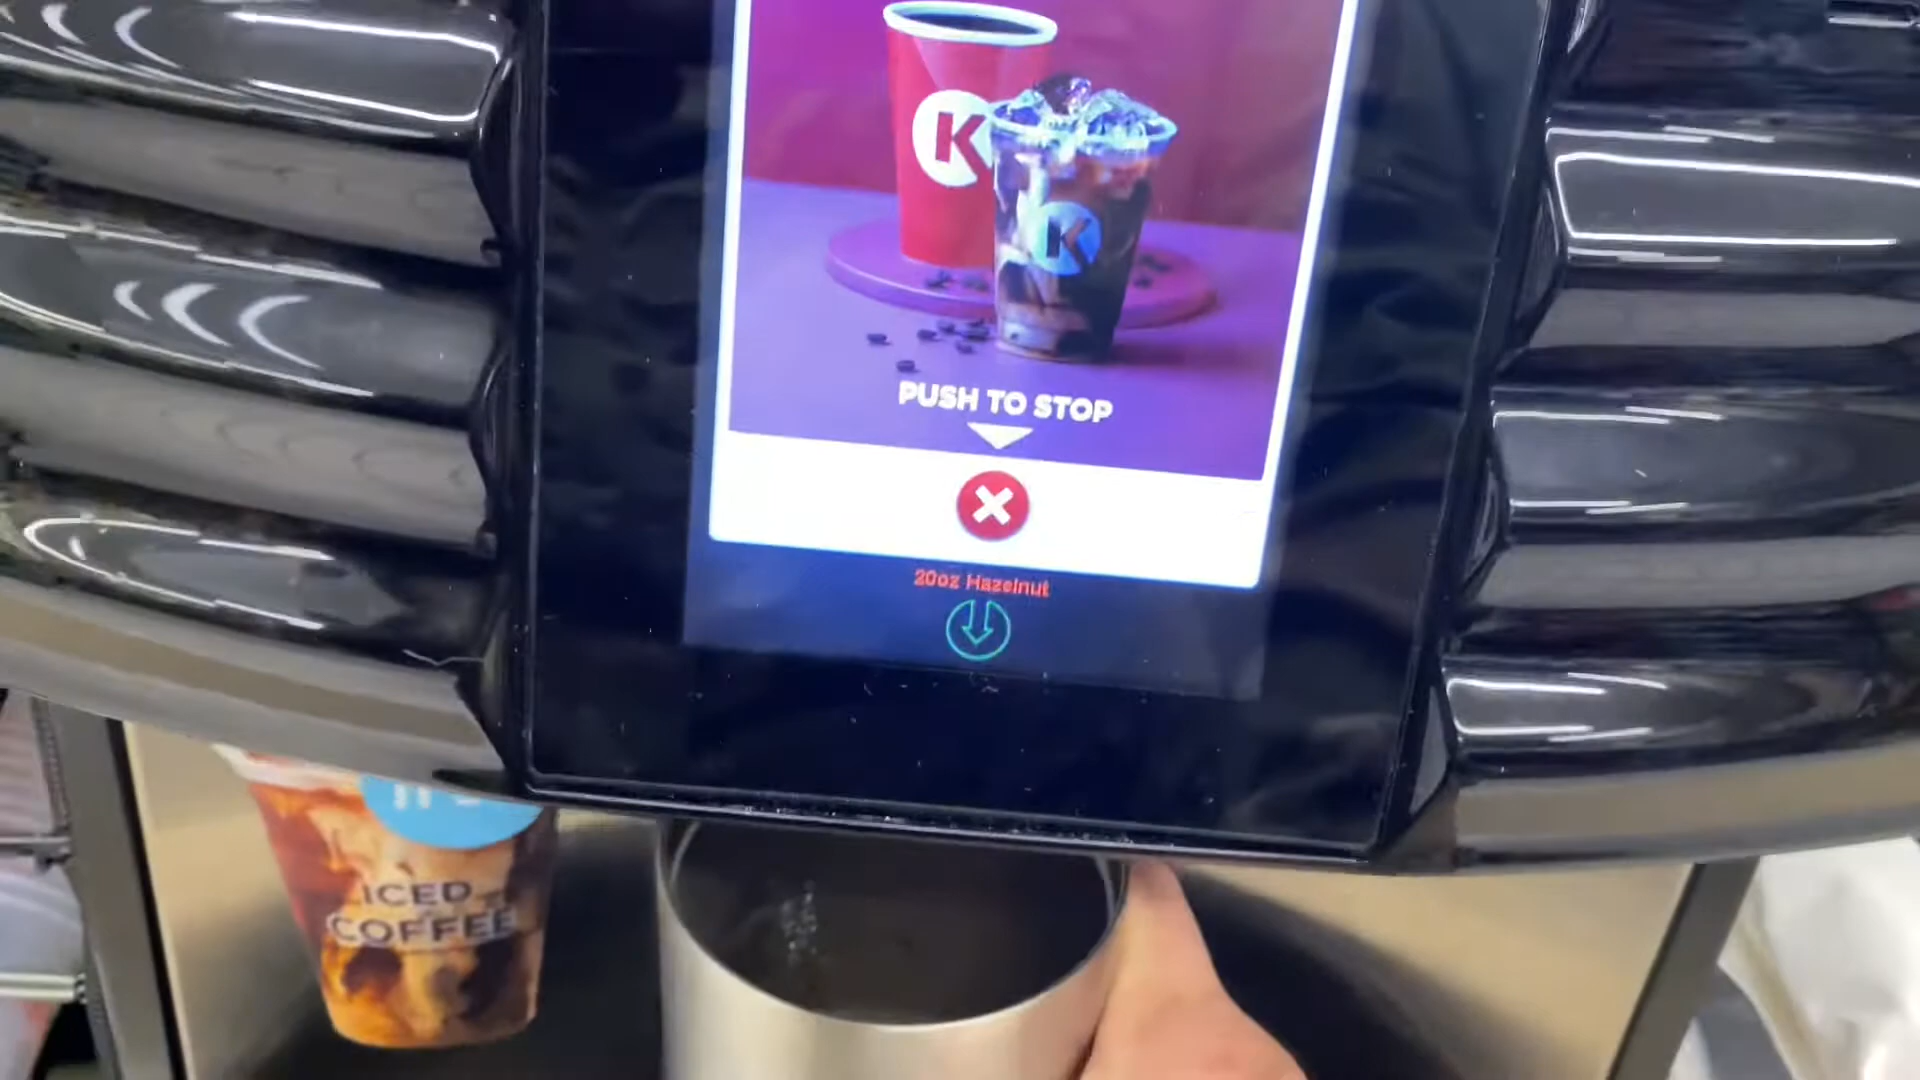 K
K
PUSH TO STOP
20oz Hazelnut
ICED
COFFEE